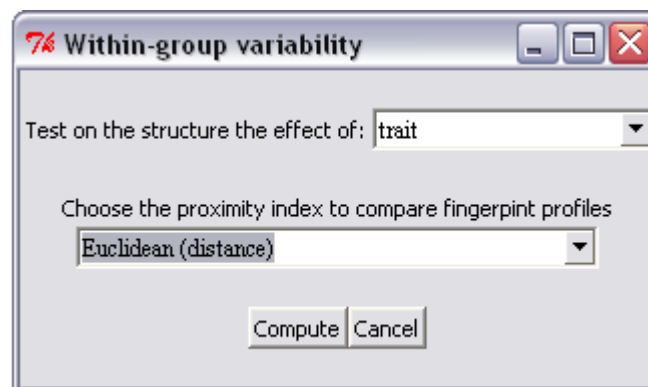 Within-group variability
Test on the structure the effect of: trait
Choose the proximity index to compare fingerpint profiles
Euclidean (distance)
Compute Cancel